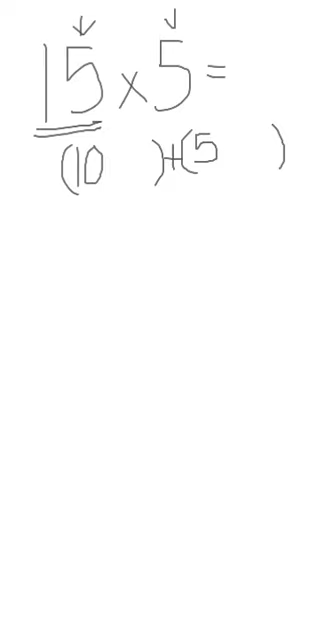 15 × 5 =
(10 )+(5 )